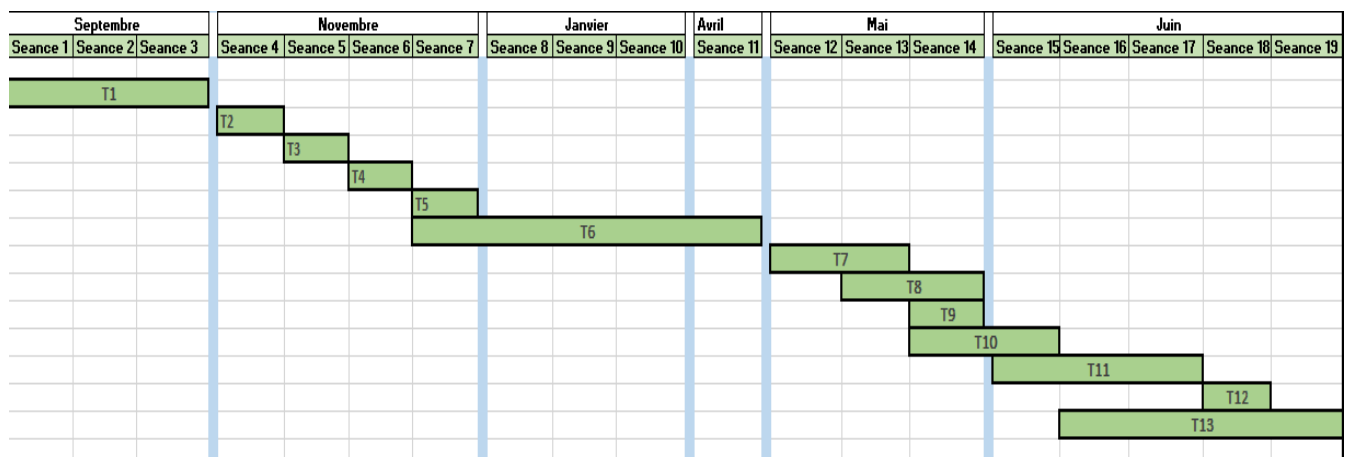 Septembre Novembre Janvier Avril Mai Juin
Seance 1 Seance 2 Seance 3 Seance 4 Seance 5 Seance 6 Seance 7 Seance 8 Seance 9 Seance 10 Seance 11 Seance 12 Seance 13 Seance 14 Seance 15 Seance 16 Seance 17 Seance 18 Seance 19
T1
T2
T3
T4
T5
T6
T7
T8
T9
T10
T11
T12
T13